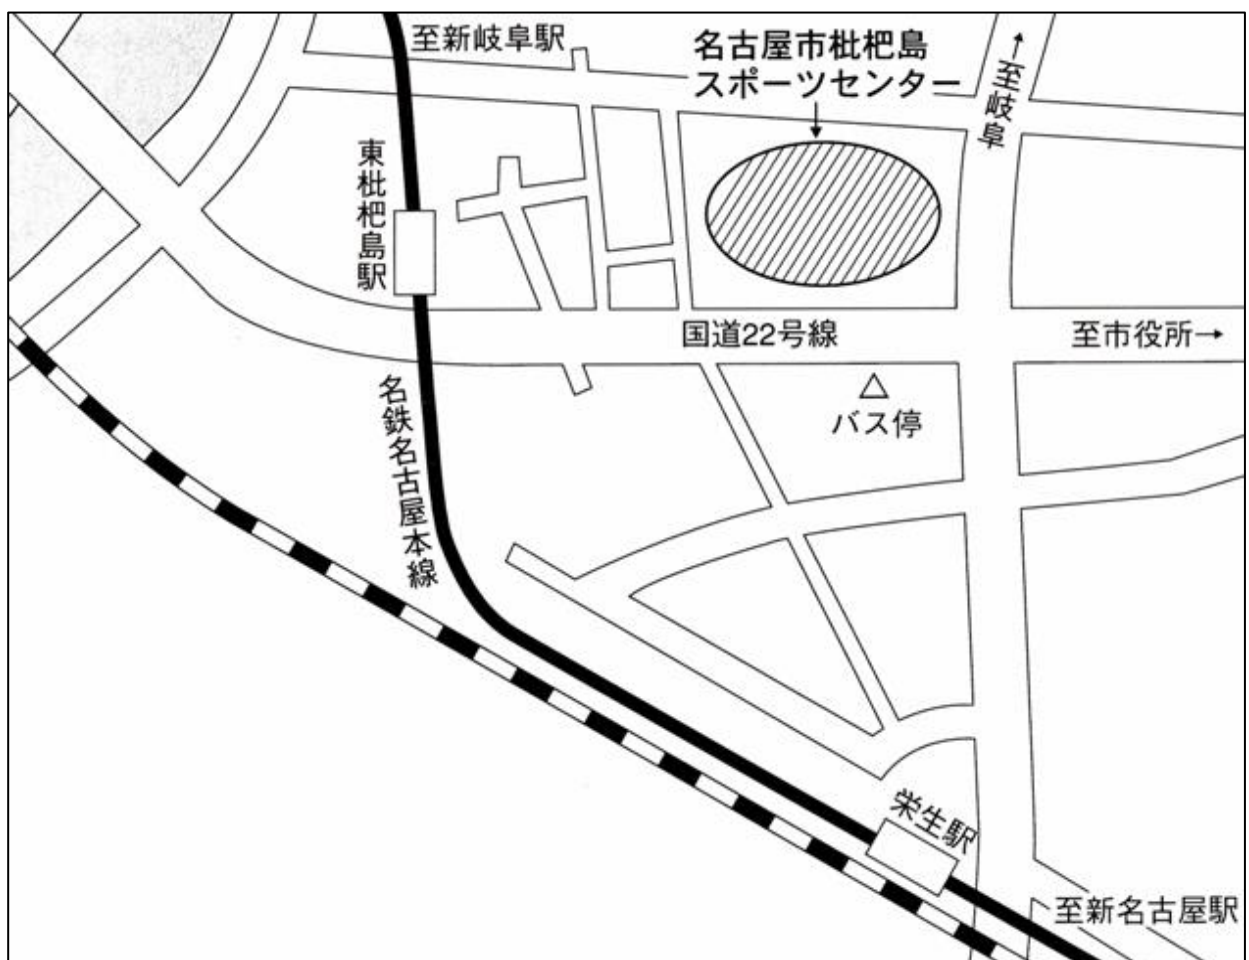 至新岐阜駅
名古屋市枇杷島
スポーツセンター
至岐阜
東枇杷島駅
国道22号線
至市役所→
バス停
名鉄名古屋本線
栄生駅
至新名古屋駅